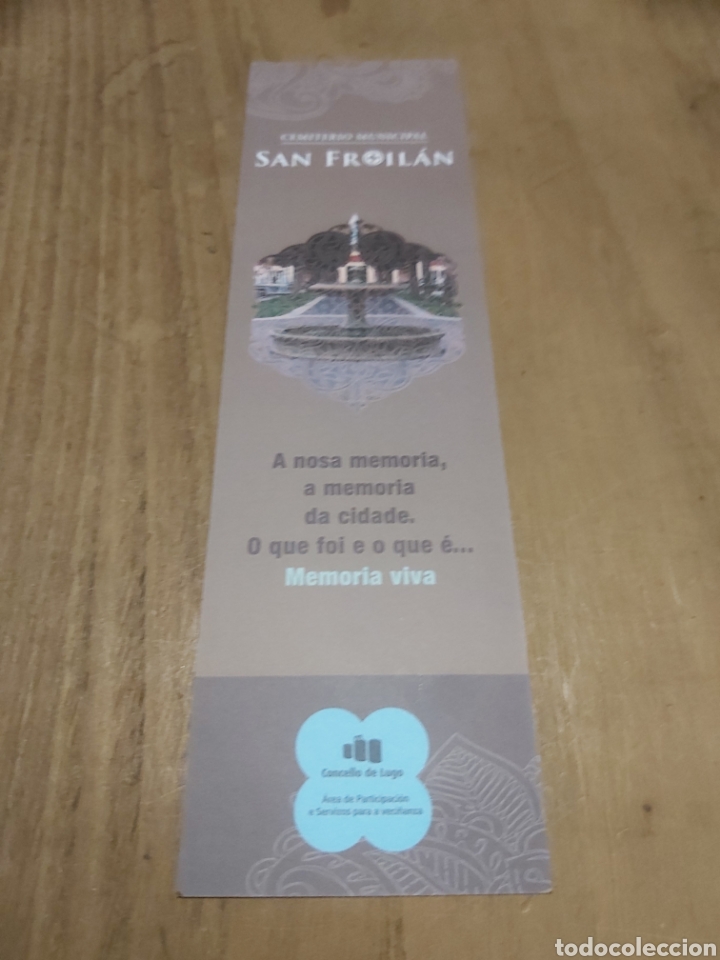 CEMITERIO MUNICIPAL
SAN FROILÁN
A nosa memoria,
a memoria
da cidade.
O que foi e o que é...
Memoria viva
Concello de Lugo
Área de Participación
e Servizos para a veciñanza
todocoleccion